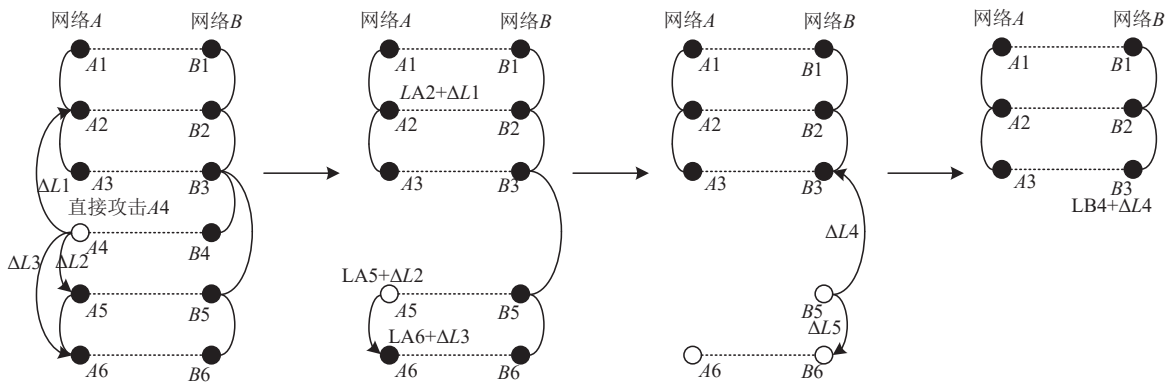 网络A 网络B
A1 B1
A2 B2
ΔL1 A3 B3
直接攻击A4
ΔL3 ΔL2 A4 B4
A5 B5
A6 B6
网络A 网络B
A1 B1
LA2+ΔL1
A2 B2
A3 B3
LA5+ΔL2
A5 B5
LA6+ΔL3
A6 B6
网络A 网络B
A1 B1
A2 B2
A3 B3
ΔL4
B5
ΔL5
A6 B6
网络A 网络B
A1 B1
A2 B2
A3 B3
LB4+ΔL4